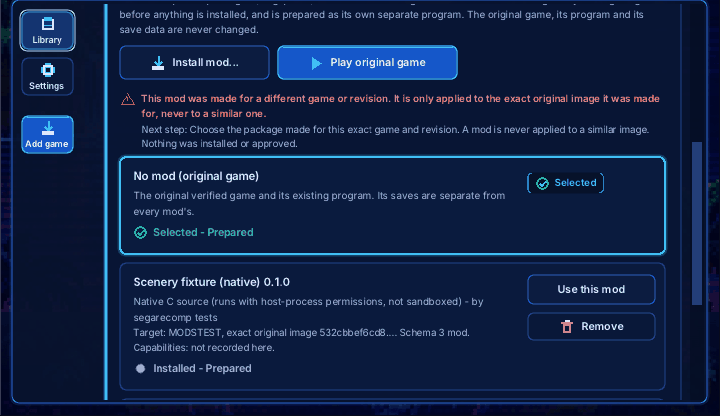 before anything is installed, and is prepared as its own separate program. The original game, its program and its
save data are never changed.
Library
Settings
Add game
Install mod...
Play original game
This mod was made for a different game or revision. It is only applied to the exact original image it was made
for, never to a similar one.
Next step: Choose the package made for this exact game and revision. A mod is never applied to a similar image.
Nothing was installed or approved.
No mod (original game)
Selected
The original verified game and its existing program. Its saves are separate from
every mod's.
Selected - Prepared
Scenery fixture (native) 0.1.0
Use this mod
Native C source (runs with host-process permissions, not sandboxed) - by
segarecomp tests
Remove
Target: MODSTEST, exact original image 532cbbef6cd8.... Schema 3 mod.
Capabilities: not recorded here.
Installed - Prepared